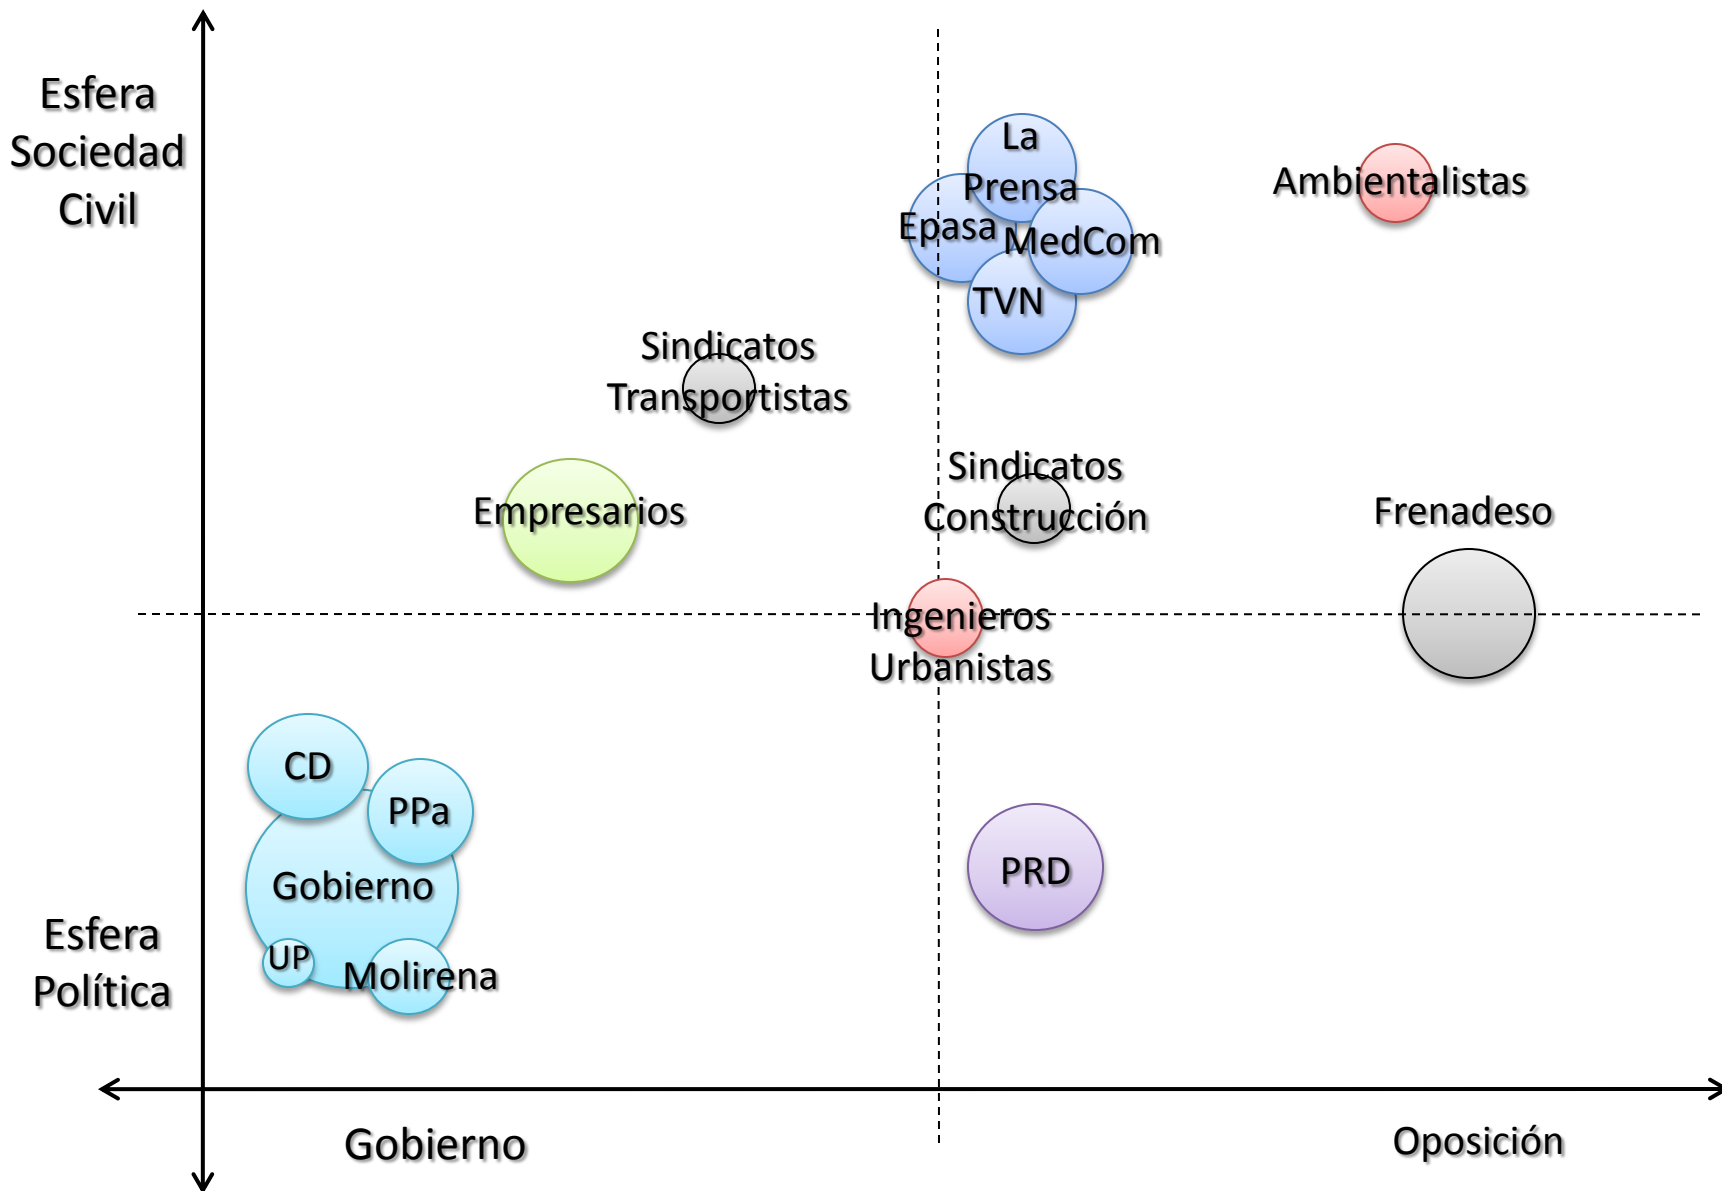 Esfera
Sociedad
Civil
La
Prensa
Ambientalistas
Epasa
MedCom
TVN
Sindicatos
Transportistas
Sindicatos
Construcción
Empresarios
Frenadeso
Ingenieros
Urbanistas
CD
PPa
Gobierno
PRD
UP
Molirena
Esfera
Política
Gobierno
Oposición